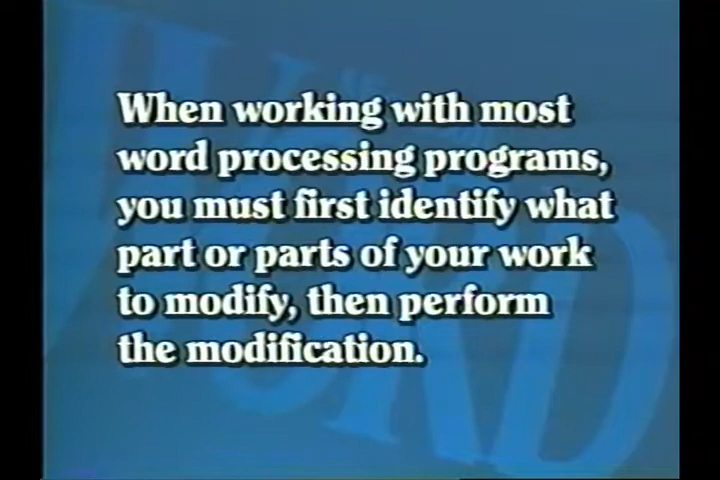 When working with most
word processing programs,
you must first identify what
part or parts of your work
to modify, then perform
the modification.
WORD